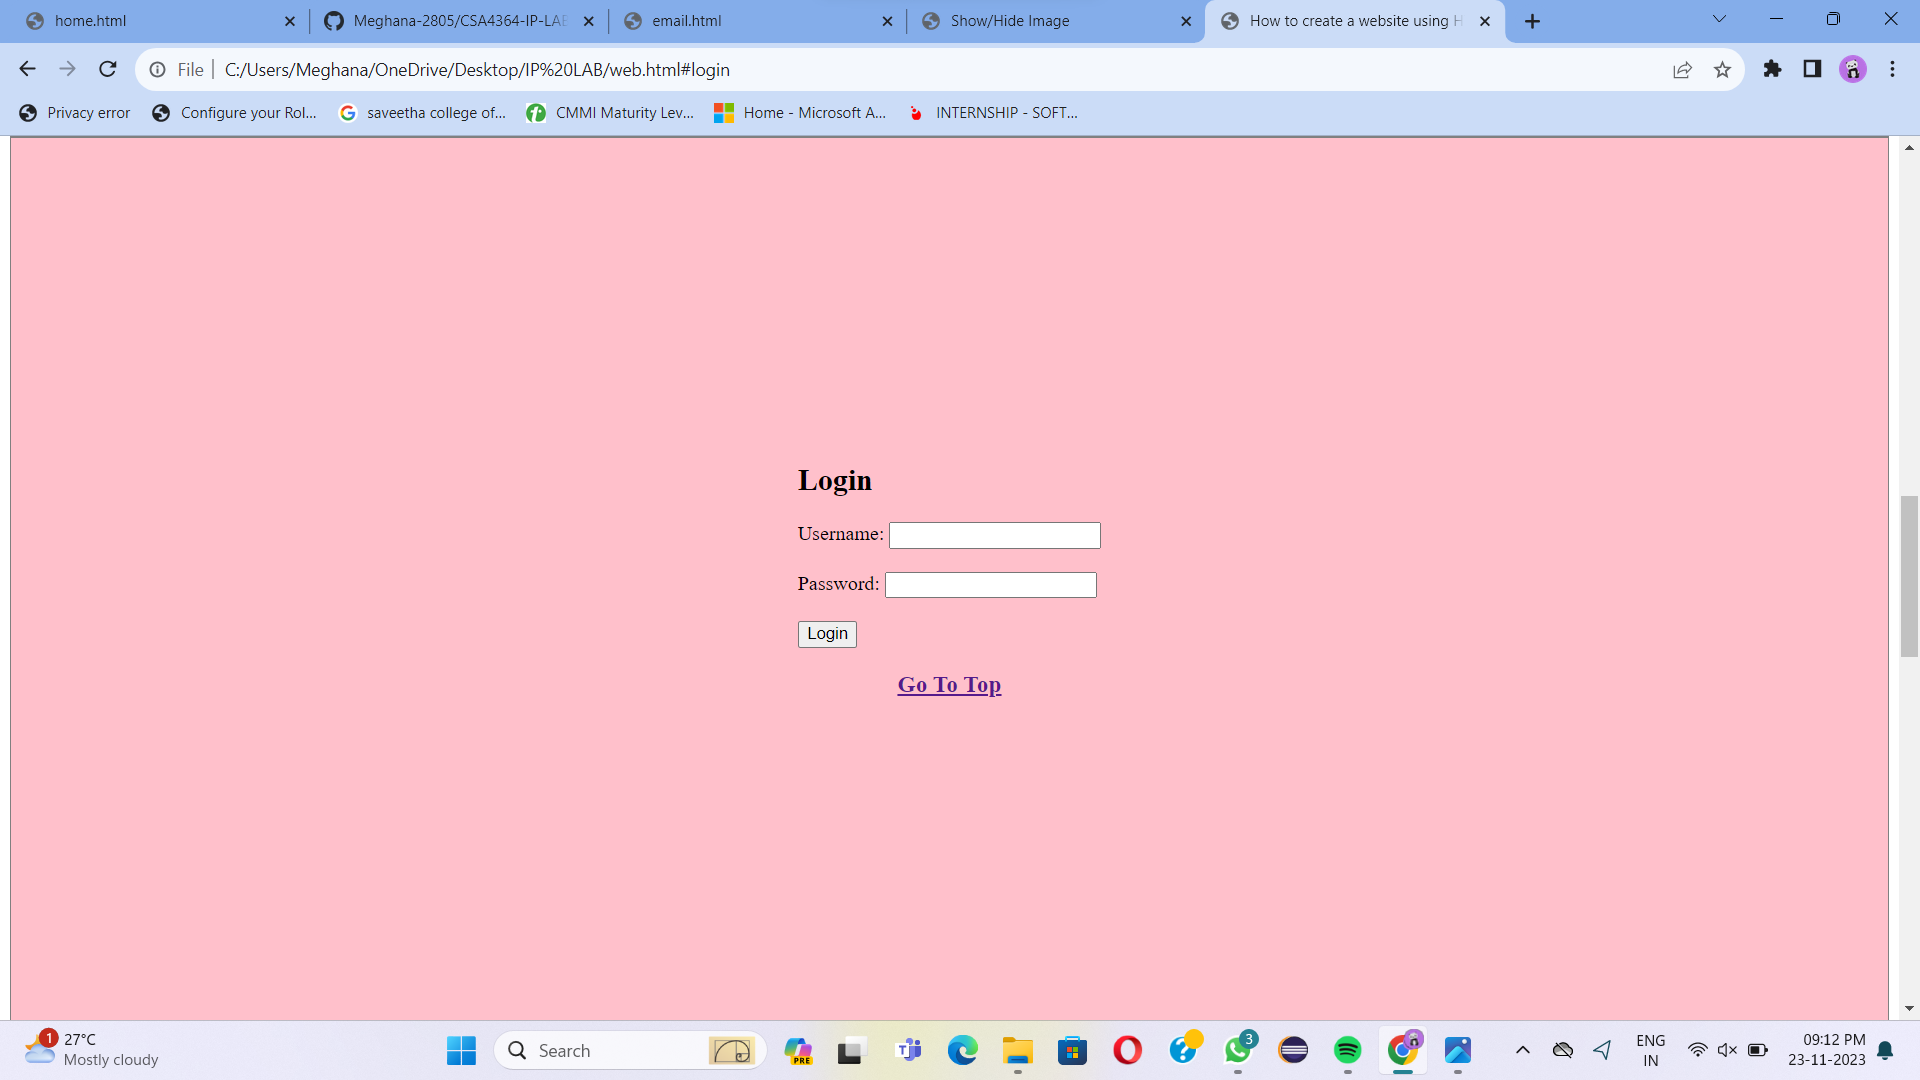 home.html
Meghana-2805/CSA4364-IP-LAB
email.html
Show/Hide Image
How to create a website using H
File
C:/Users/Meghana/OneDrive/Desktop/IP%20LAB/web.html#login
Privacy error
Configure your Rol...
saveetha college of...
CMMI Maturity Lev...
Home - Microsoft A...
INTERNSHIP - SOFT...
Login
Username:
Password:
Login
Go To Top
1
27°C
Mostly cloudy
Search
PRE
3
ENG
IN
09:12 PM
23-11-2023